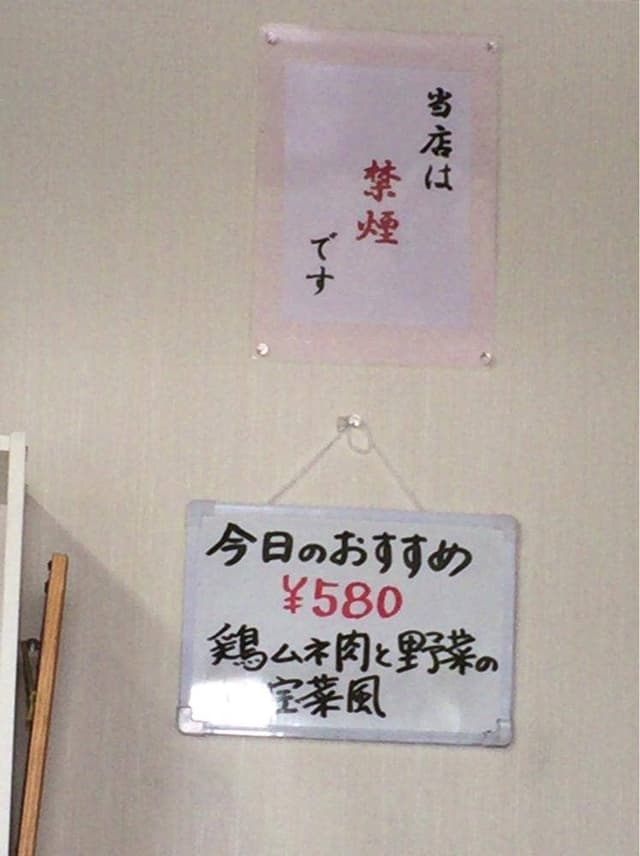 当店は
禁煙
です
今日のおすすめ
¥580
鶏ムネ肉と野菜の
宝菜風